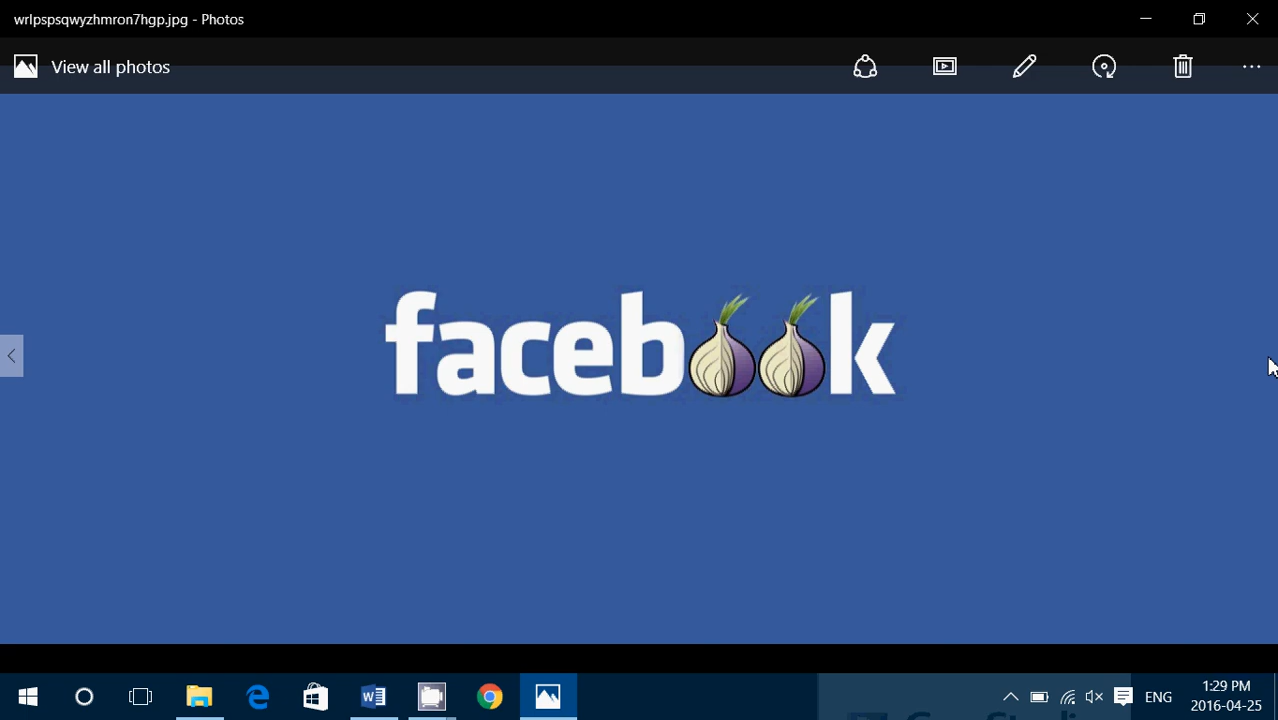 wrlpspsqwyzhmron7hgp.jpg - Photos
View all photos
facebook
ENG
1:29 PM
2016-04-25